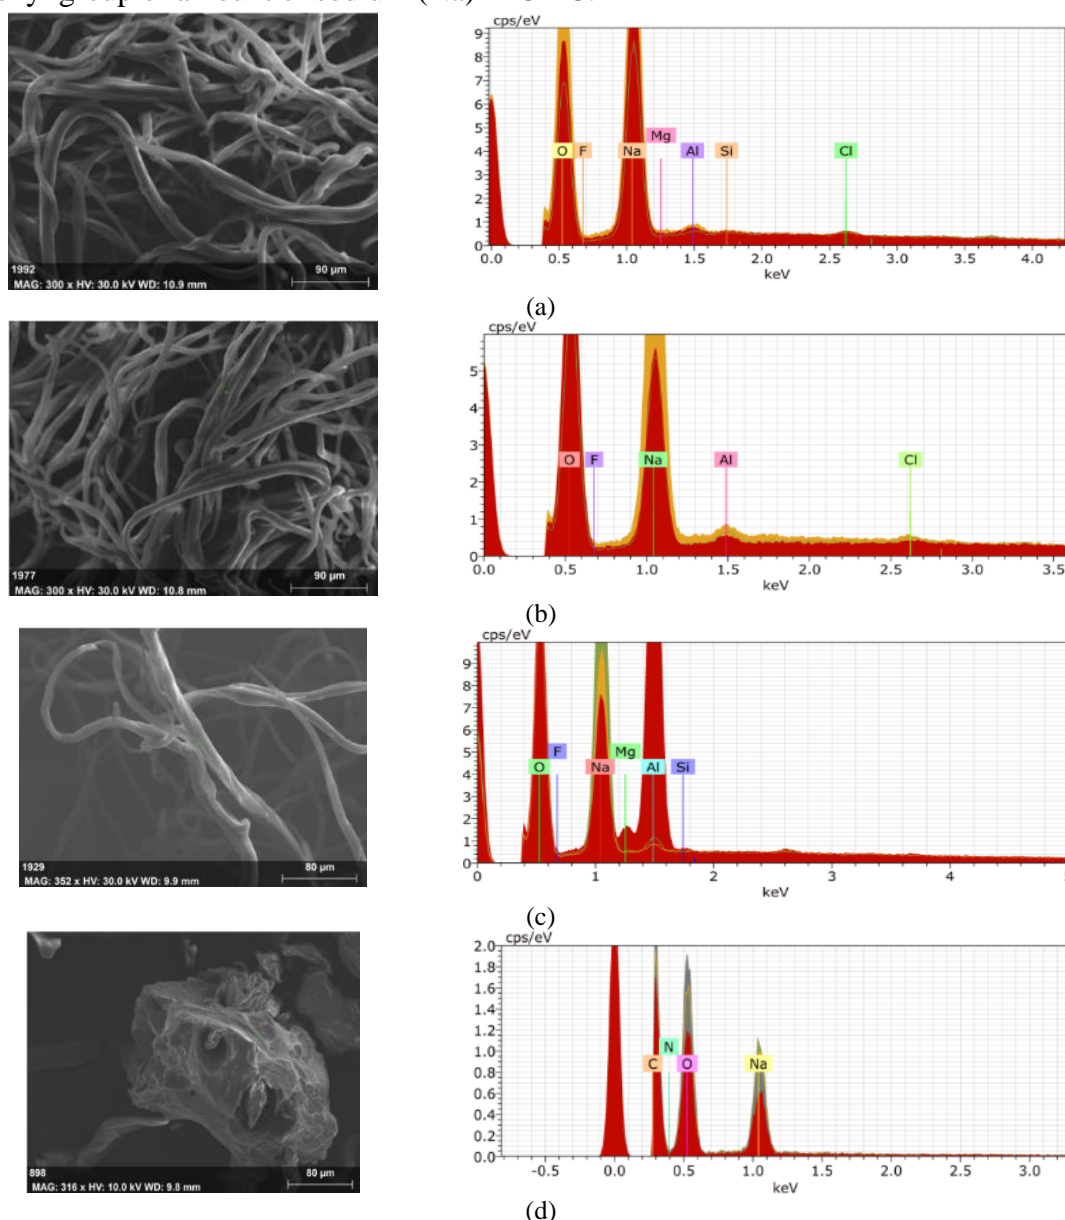 group of amount of sodium (Na)
1992
MAG: 300 x HV: 30.0 kV WD: 10.9 mm
90 µm
cps/eV
9
8
7
6
5
4
3
2
1
0
O F Na Mg Al Si Cl
0.0 0.5 1.0 1.5 2.0 2.5 3.0 3.5 4.0
keV
(a)
1977
MAG: 300 x HV: 30.0 kV WD: 10.8 mm
90 µm
cps/eV
5
4
3
2
1
0
O F Na Al Cl
0.0 0.5 1.0 1.5 2.0 2.5 3.0 3.5
keV
(b)
1929
MAG: 352 x HV: 30.0 kV WD: 9.9 mm
80 µm
cps/eV
9
8
7
6
5
4
3
2
1
0
O F Na Mg Al Si
0 1 2 3 4
keV
(c)
898
MAG: 316 x HV: 10.0 kV WD: 9.8 mm
80 µm
cps/eV
2.0
1.8
1.6
1.4
1.2
1.0
0.8
0.6
0.4
0.2
0.0
C N O Na
-0.5 0.0 0.5 1.0 1.5 2.0 2.5 3.0
keV
(d)